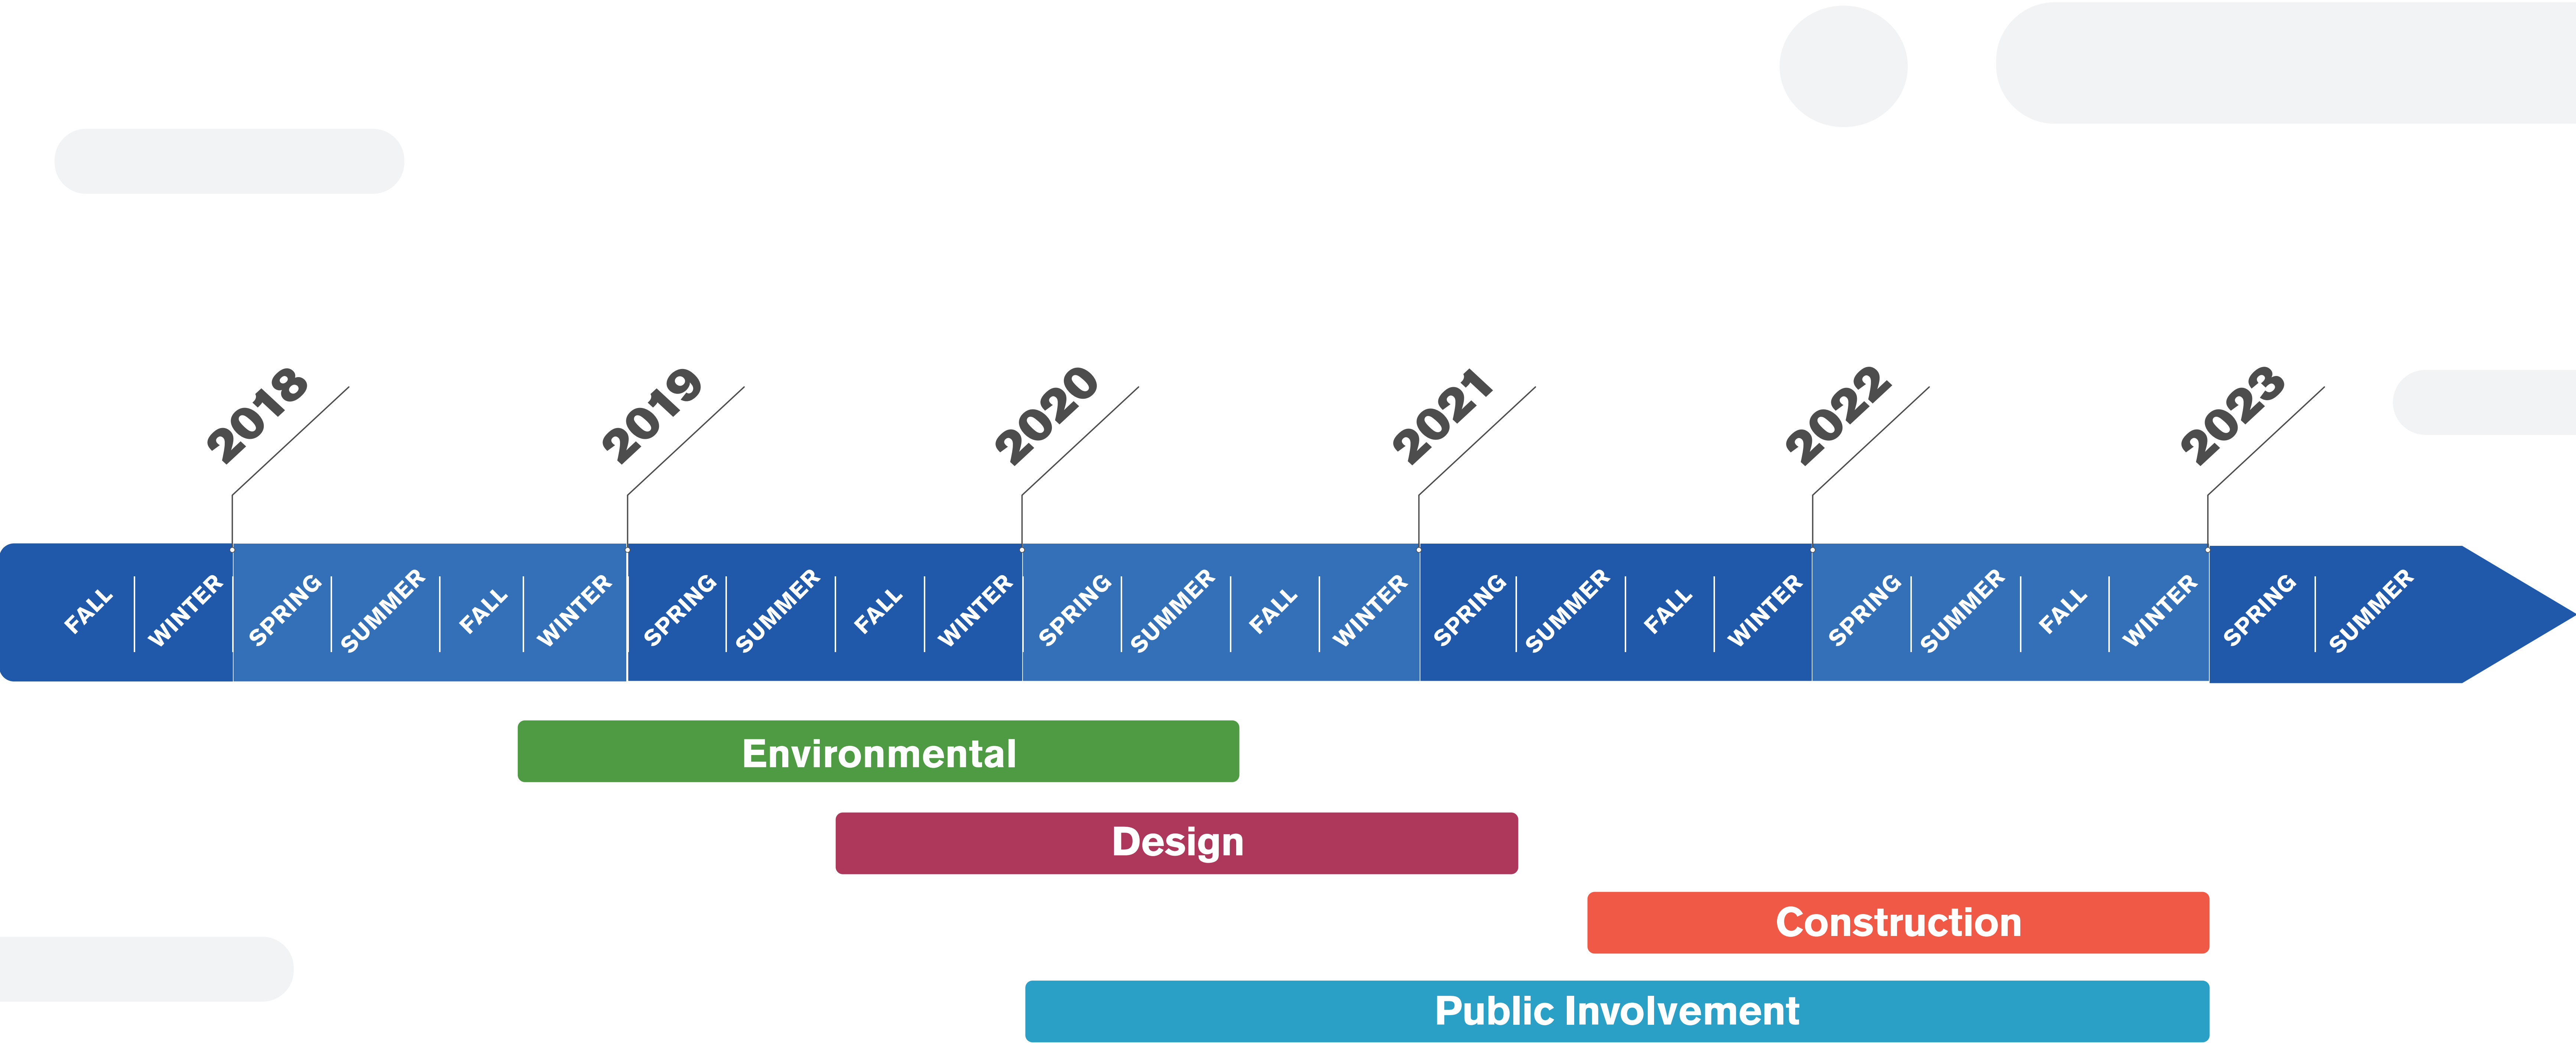 2018 2019 2020 2021 2022 2023
FALL WINTER SPRING SUMMER FALL WINTER SPRING SUMMER FALL WINTER SPRING SUMMER FALL WINTER SPRING SUMMER FALL WINTER SPRING SUMMER FALL WINTER SPRING SUMMER
Environmental
Design
Construction
Public Involvement